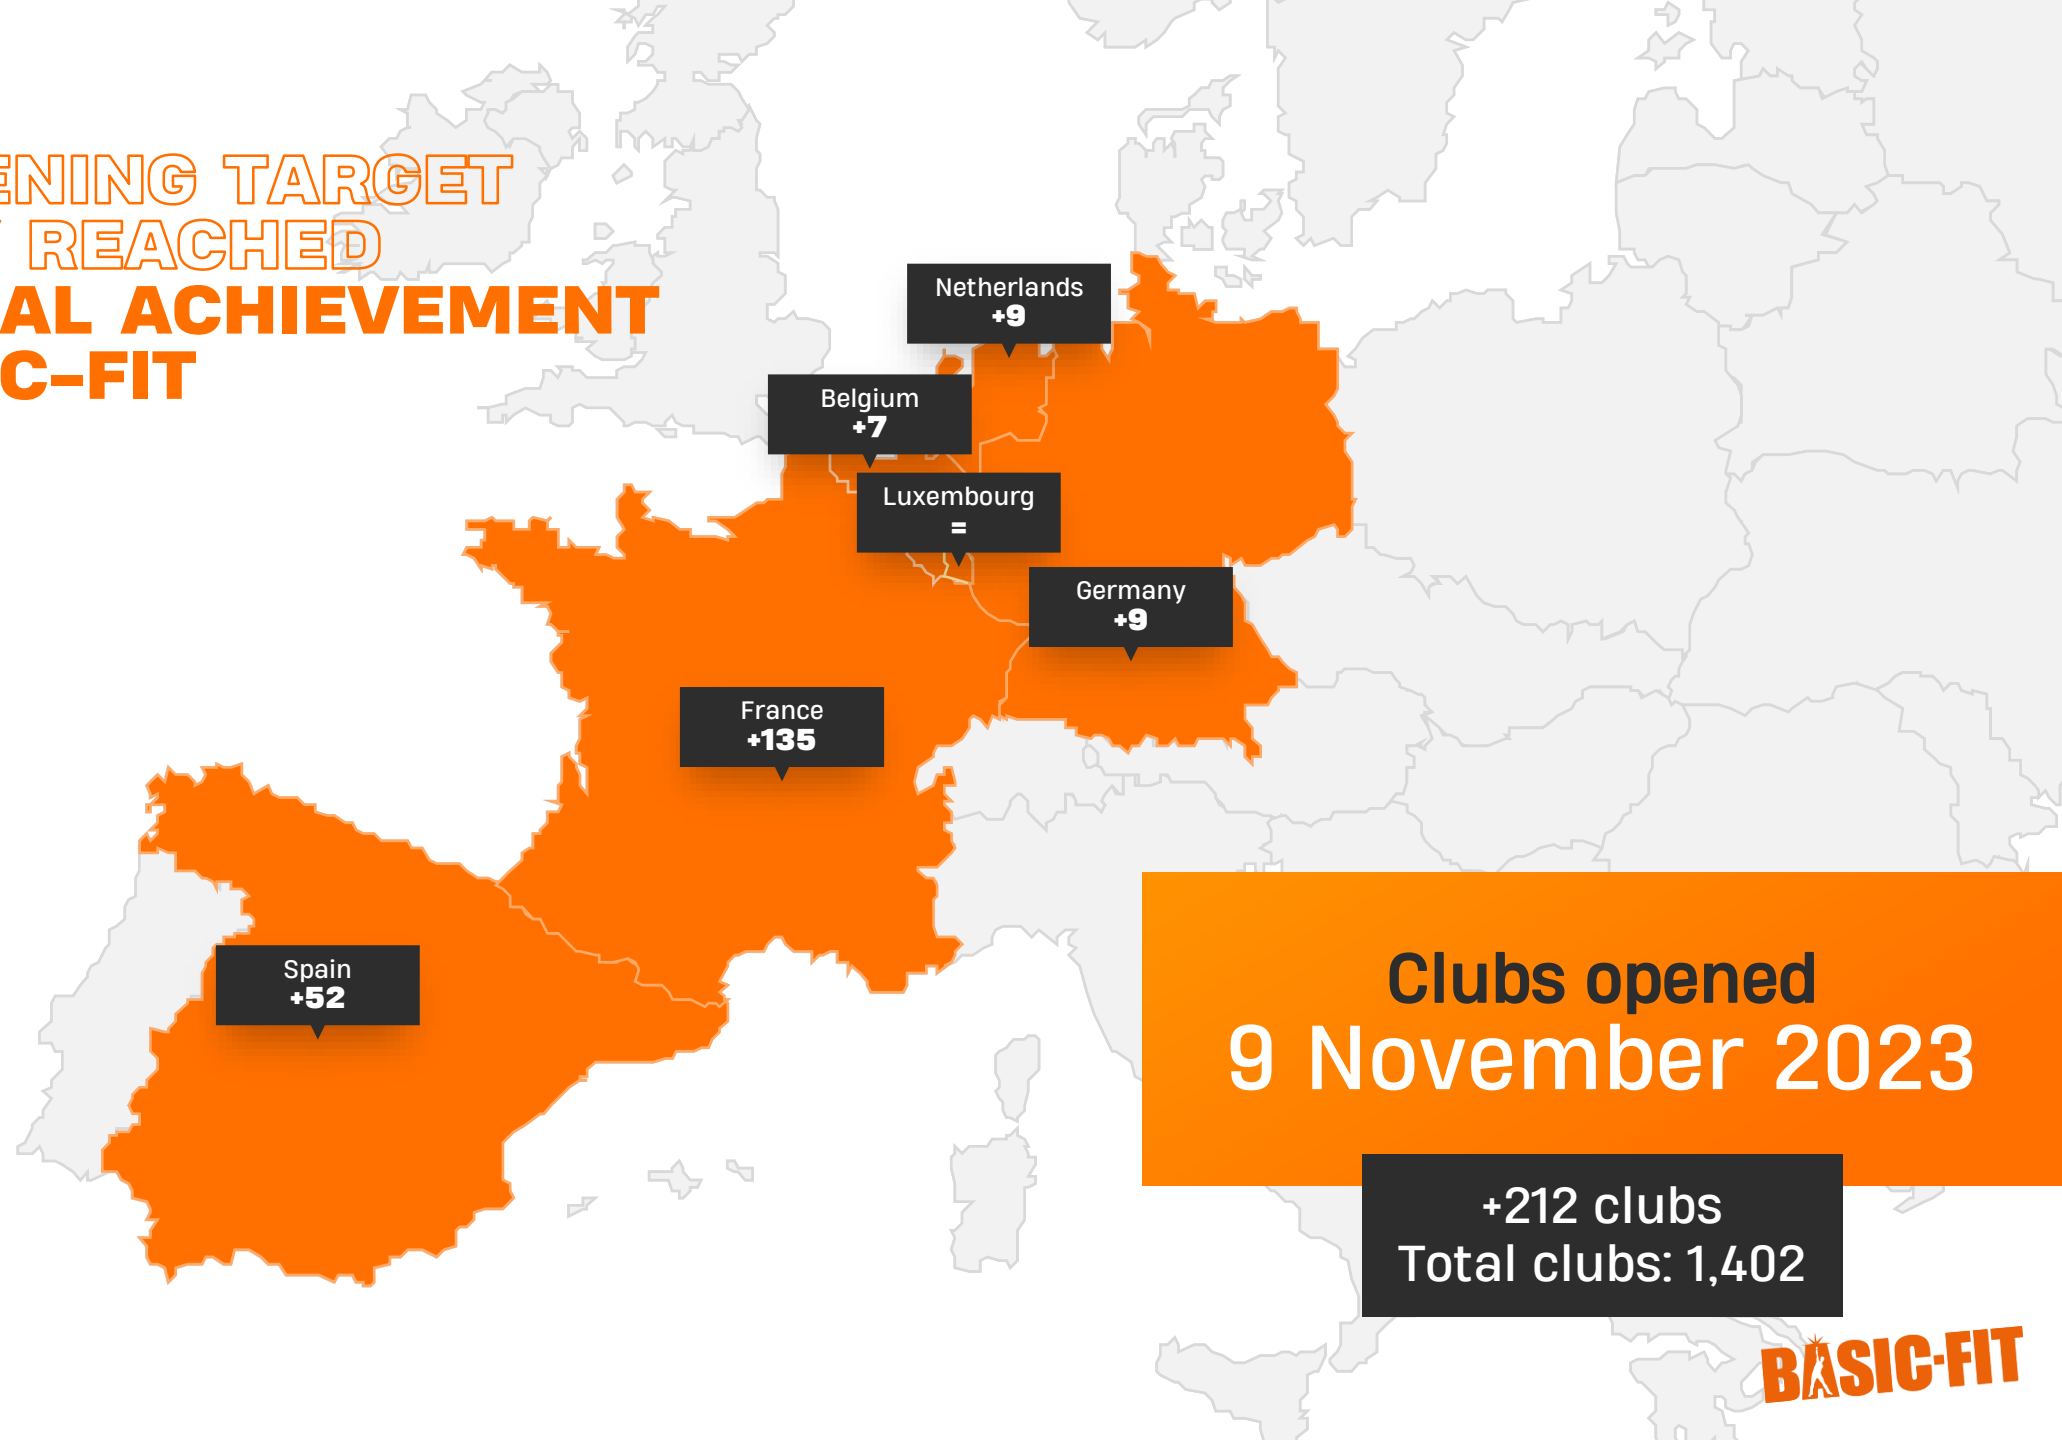 ENING TARGET
REACHED
AL ACHIEVEMENT
C-FIT
Netherlands
+9
Belgium
+7
Luxembourg
=
Germany
+9
France
+135
Spain
+52
Clubs opened
9 November 2023
+212 clubs
Total clubs: 1,402
BASIC-FIT